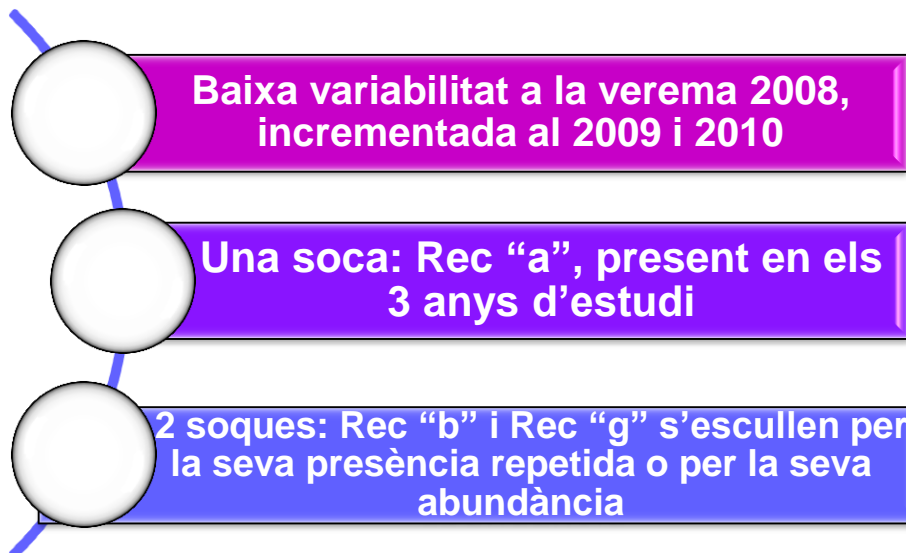 Baixa variabilitat a la verema 2008,
incrementada al 2009 i 2010
Una soca: Rec “a”, present en els
3 anys d’estudi
2 soques: Rec “b” i Rec “g” s’escullen per
la seva presència repetida o per la seva
abundància